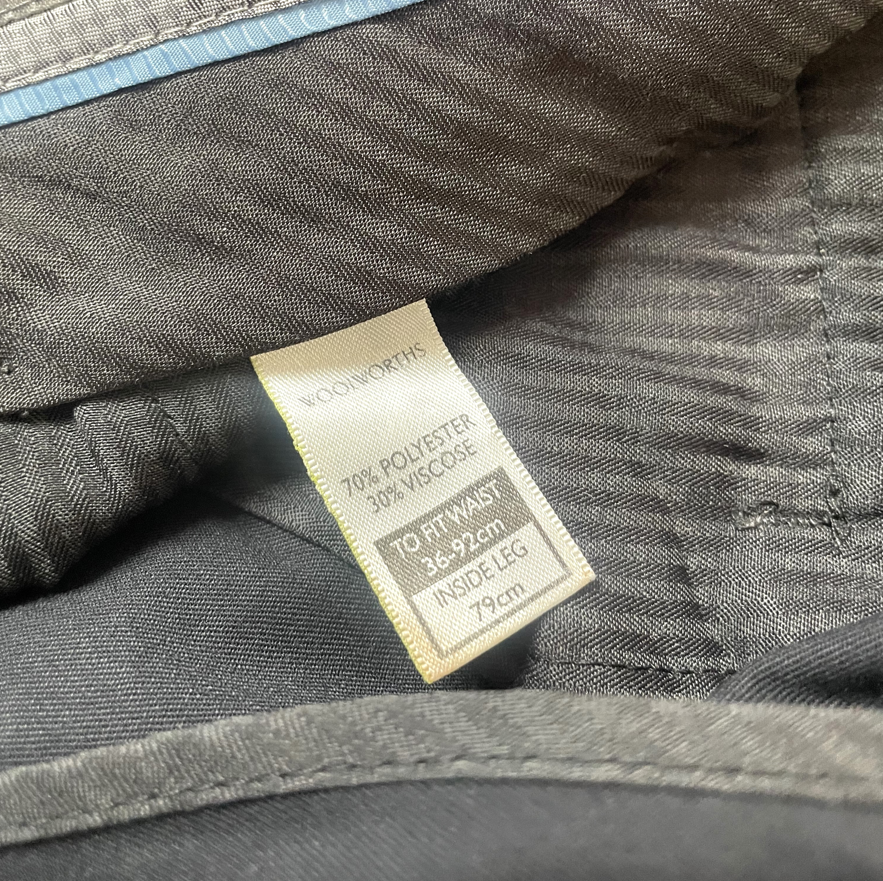 WOOLWORTHS
70% POLYESTER
30% VISCOSE
TO FIT WAIST
36-92cm
INSIDE LEG
79cm